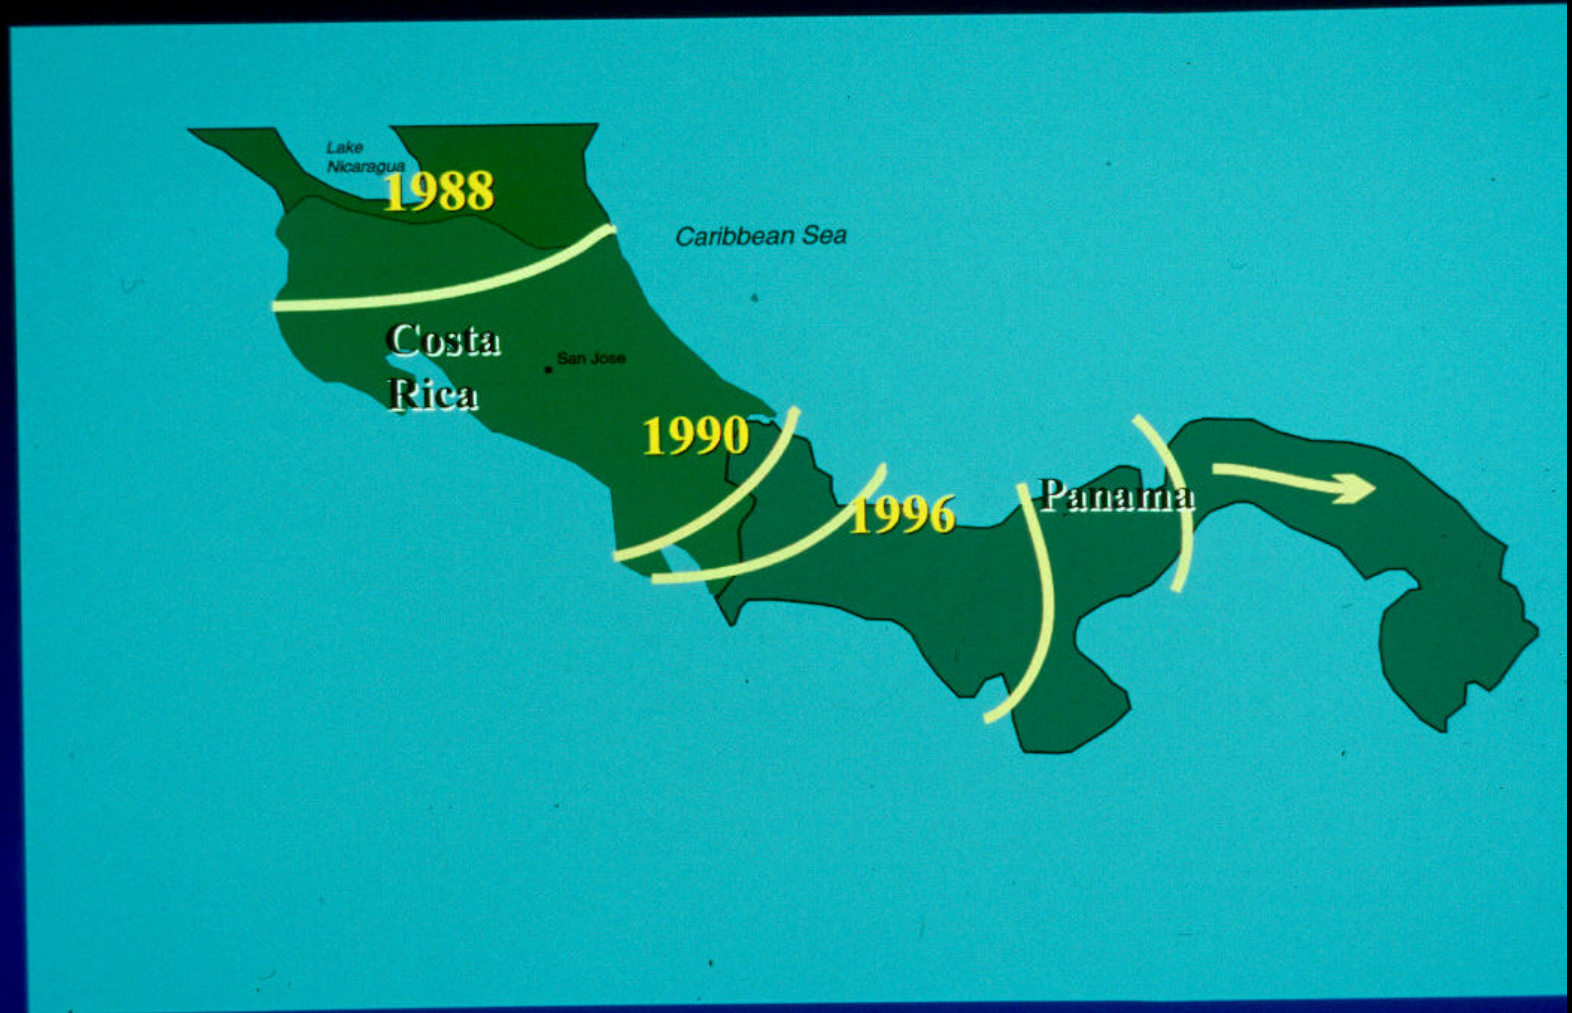 Lake
Nicaragua
1988
Caribbean Sea
Costa
Rica
San Jose
1990
1996
Panama